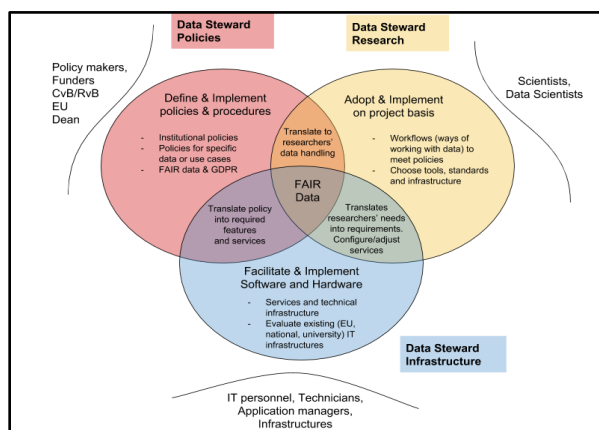 Data Steward
Policies
Data Steward
Research
Policy makers,
Funders
CvB/RvB
EU
Dean
Scientists,
Data Scientists
Define & Implement
policies & procedures
- Institutional policies
- Policies for specific
data or use cases
- FAIR data & GDPR
Translate to
researchers'
data handling
Adopt & Implement
on project basis
- Workflows (ways of
working with data) to
meet policies
- Choose tools, standards
and infrastructure
FAIR
Data
Translate policy
into required
features
and services
Translates
researchers' needs
into requirements.
Configure/adjust
services
Facilitate & Implement
Software and Hardware
- Services and technical
infrastructure
- Evaluate existing (EU,
national, university) IT
infrastructures
Data Steward
Infrastructure
IT personnel, Technicians,
Application managers,
Infrastructures